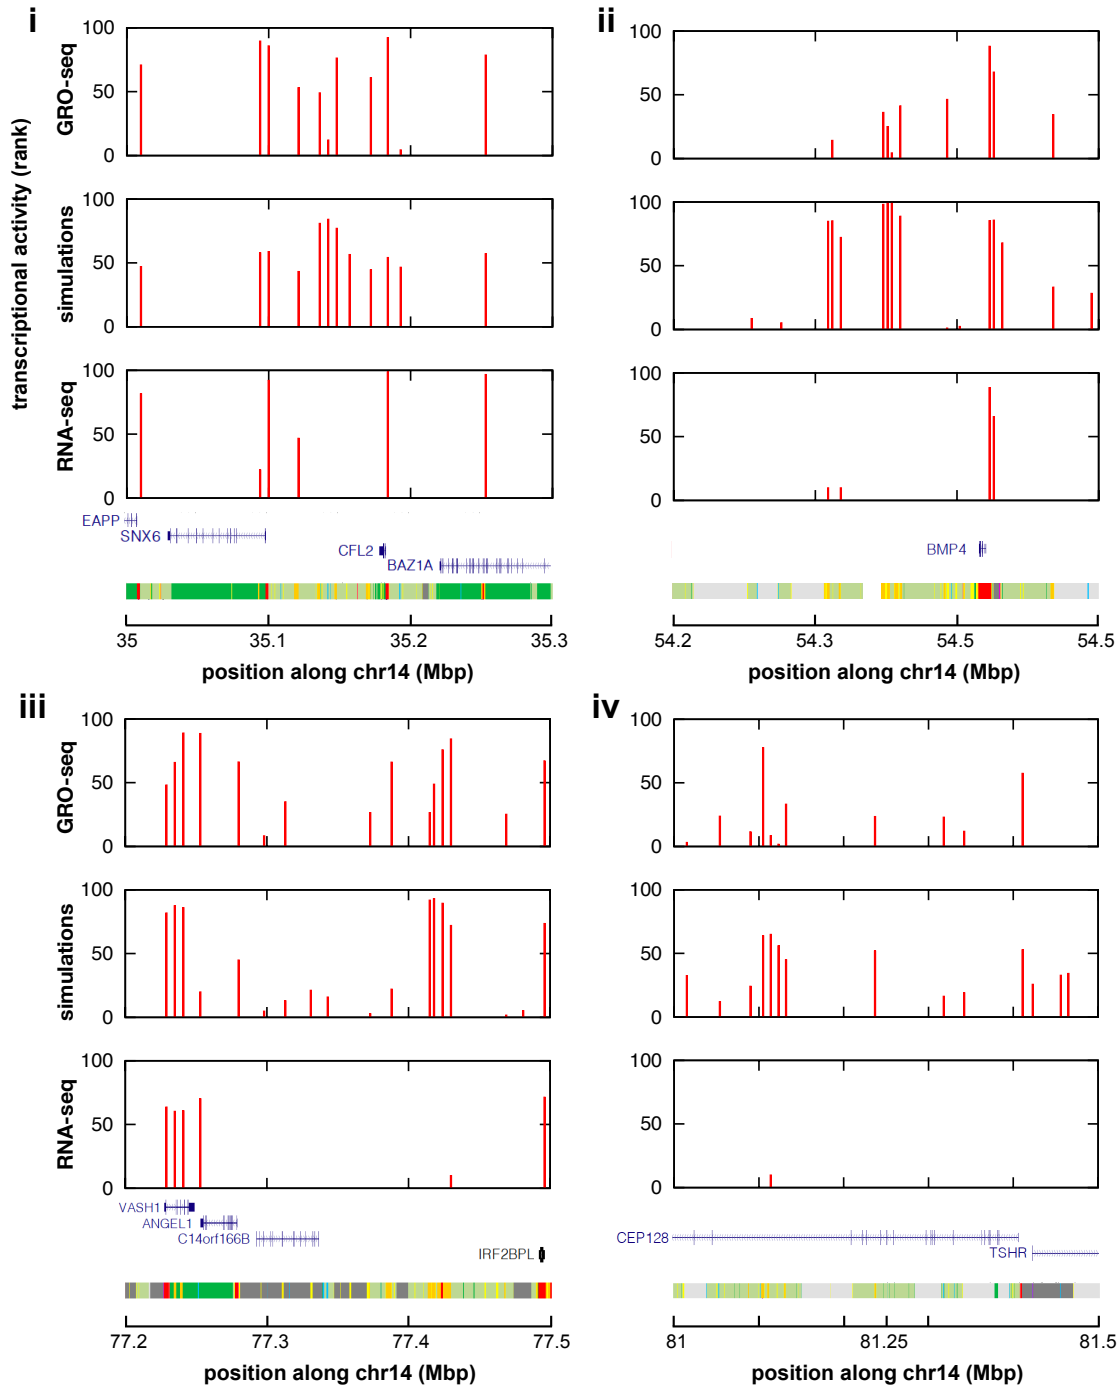 i
transcriptional activity (rank)
GRO-seq
100
50
0
simulations
100
50
0
RNA-seq
100
50
0
EAPP
SNX6
CFL2
BAZ1A
35 35.1 35.2 35.3
position along chr14 (Mbp)
ii
100
50
0
100
50
0
100
50
0
BMP4
54.2 54.3 54.5 54.5
position along chr14 (Mbp)
iii
GRO-seq
100
50
0
simulations
100
50
0
RNA-seq
100
50
0
VASH1
ANGEL1
C14orf166B
IRF2BPL
77.2 77.3 77.4 77.5
position along chr14 (Mbp)
iv
100
50
0
100
50
0
100
50
0
CEP128
TSHR
81 81.25 81.5
position along chr14 (Mbp)